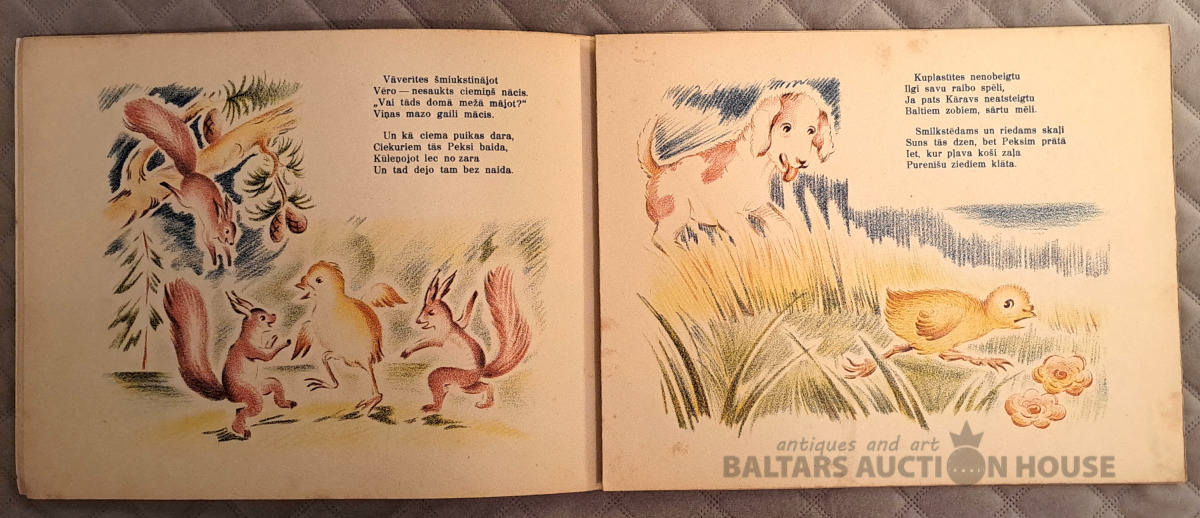 Vāverītes šmiukstinājot
Vēro — nesaukts ciemiņš nācis.
„Vai tāds domā mežā mājot?"
Viņas mazo gaili mācis.
Un kā ciema puikas dara,
Ciekuriem tās Peksi baida,
Kūleņojot lec no zara
Un tad dejo tam bez naida.
Kuplastītes nenobeigtu
Ilgi savu raibo spēli,
Ja pats Kāravs neatsteigtu
Baltiem zobiem, sārtu mēli.
Smilkstēdams un riedams skaļi
Suns tās dzen, bet Peksim prātā
Iet, kur pļava koši zaļa
Purenīšu ziediem klāta.
antiques and art
BALTARS AUCTION HOUSE